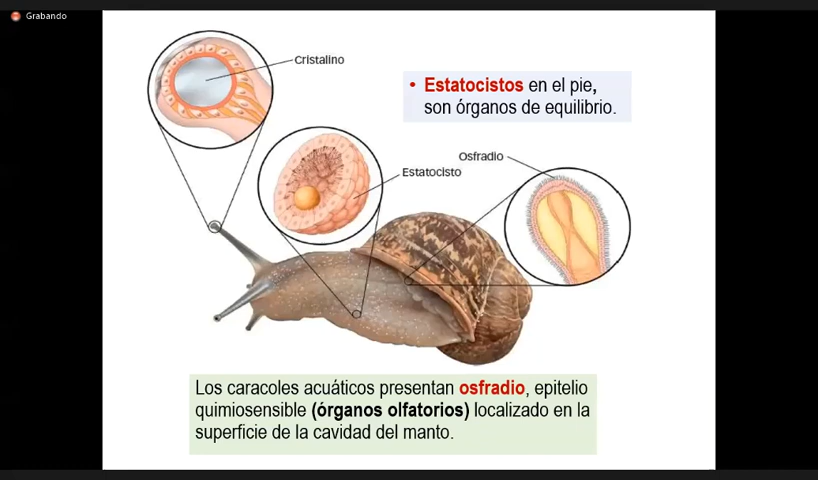 Grabando
Cristalino
• Estatocistos en el pie,
son órganos de equilibrio.
Osfradio
Estatocisto
Los caracoles acuáticos presentan osfradio, epitelio
quimiosensible (órganos olfatorios) localizado en la
superficie de la cavidad del manto.